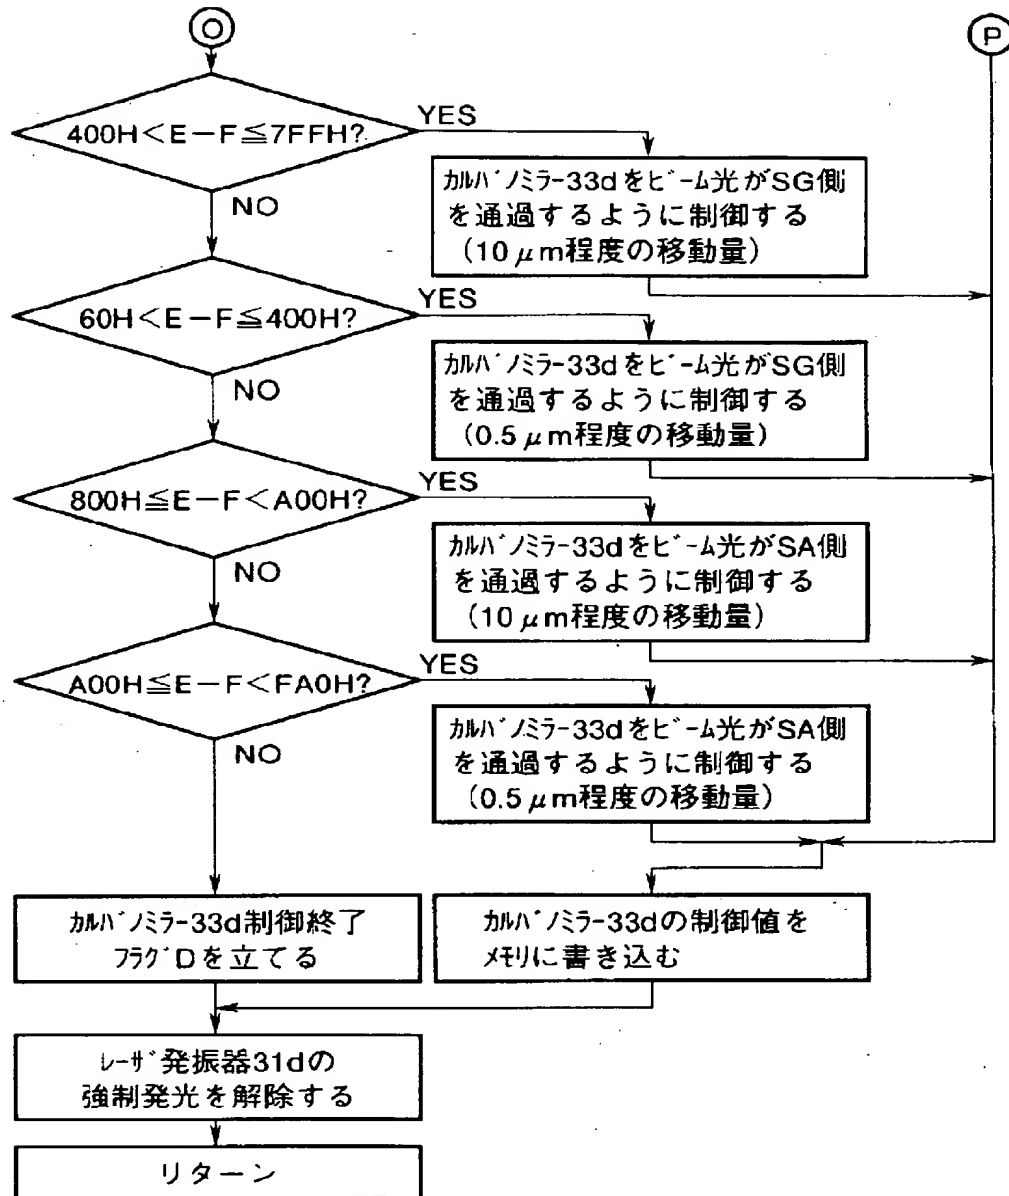 O
P
400H<E-F≦7FFH?
YES
ｶﾙﾊﾞﾉﾐﾗｰ33dをﾋﾞｰﾑ光がSG側
を通過するように制御する
(10μm程度の移動量)
NO
60H<E-F≦400H?
YES
ｶﾙﾊﾞﾉﾐﾗｰ33dをﾋﾞｰﾑ光がSG側
を通過するように制御する
(0.5μm程度の移動量)
NO
800H≦E-F<A00H?
YES
ｶﾙﾊﾞﾉﾐﾗｰ33dをﾋﾞｰﾑ光がSA側
を通過するように制御する
(10μm程度の移動量)
NO
A00H≦E-F<FA0H?
YES
ｶﾙﾊﾞﾉﾐﾗｰ33dをﾋﾞｰﾑ光がSA側
を通過するように制御する
(0.5μm程度の移動量)
NO
ｶﾙﾊﾞﾉﾐﾗｰ33d制御終了
ﾌﾗｸﾞDを立てる
ｶﾙﾊﾞﾉﾐﾗｰ33dの制御値を
ﾒﾓﾘに書き込む
ﾚｰｻﾞ発振器31dの
強制発光を解除する
リターン